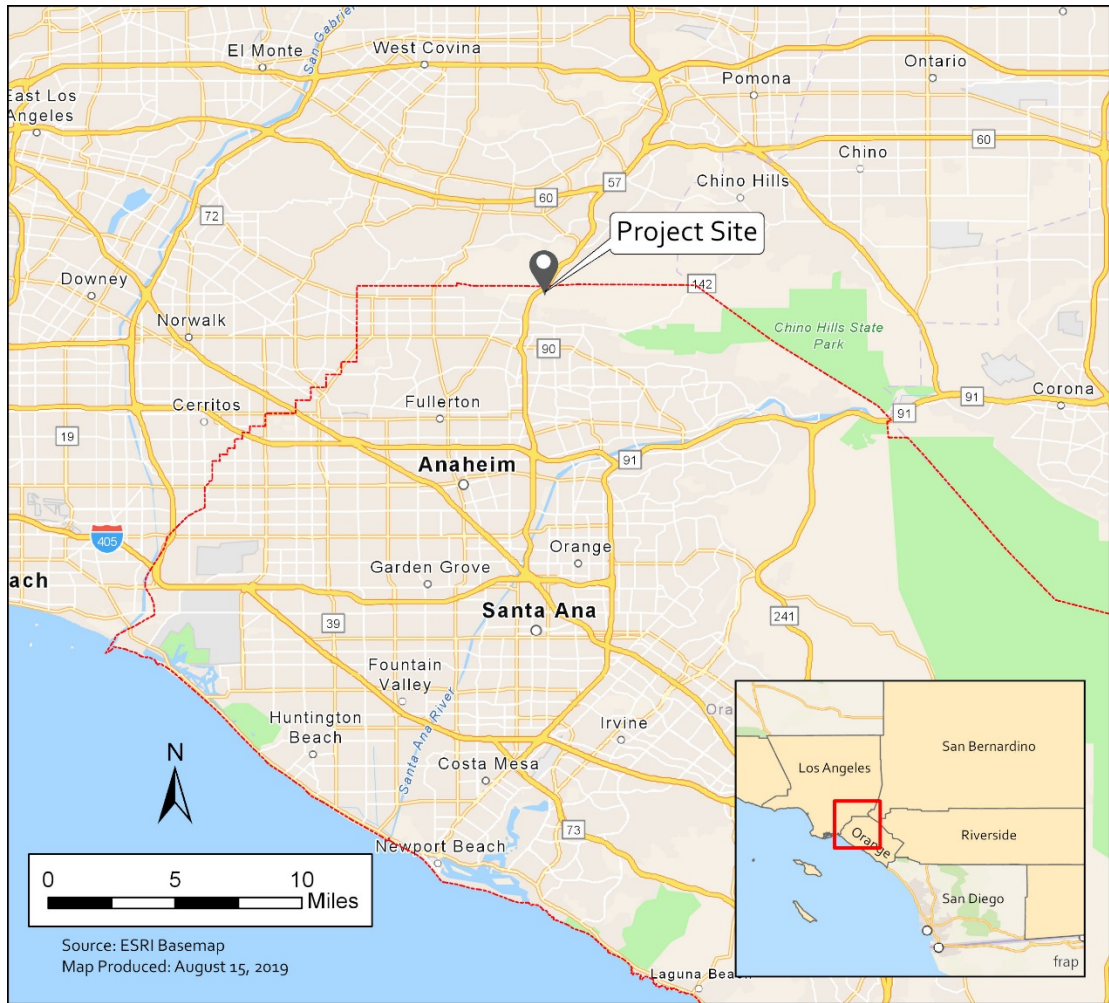 San Gabriel
El Monte
West Covina
Ontario
Pomona
East Los
Angeles
60
Chino
57
Chino Hills
60
72
Project Site
Downey
142
Norwalk
Chino Hills State
Park
90
Corona
Cerritos
Fullerton
91
91
19
Anaheim
91
405
Orange
Garden Grove
ach
Santa Ana
241
39
Fountain
Valley
Santa Ana River
Ora
Irvine
Huntington
Beach
N
Costa Mesa
73
Newport Beach
0 5 10
Miles
Source: ESRI Basemap
Map Produced: August 15, 2019
Laguna Beach
San Bernardino
Los Angeles
Riverside
Orange
San Diego
frap